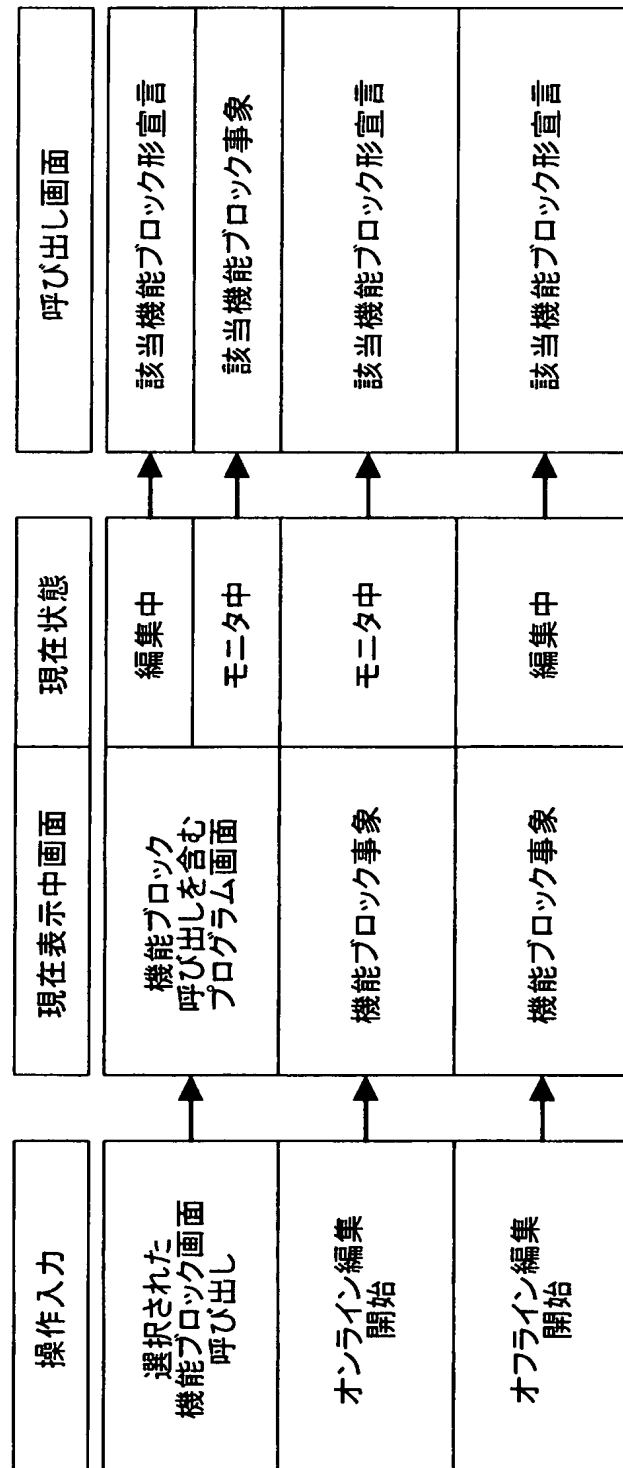 操作入力
現在表示中画面
現在状態
呼び出し画面
選択された
機能ブロック画面
呼び出し
機能ブロック
呼び出しを含む
プログラム画面
編集中
該当機能ブロック形宣言
モニタ中
該当機能ブロック事象
オンライン編集
開始
機能ブロック事象
モニタ中
該当機能ブロック形宣言
オフライン編集
開始
機能ブロック事象
編集中
該当機能ブロック形宣言